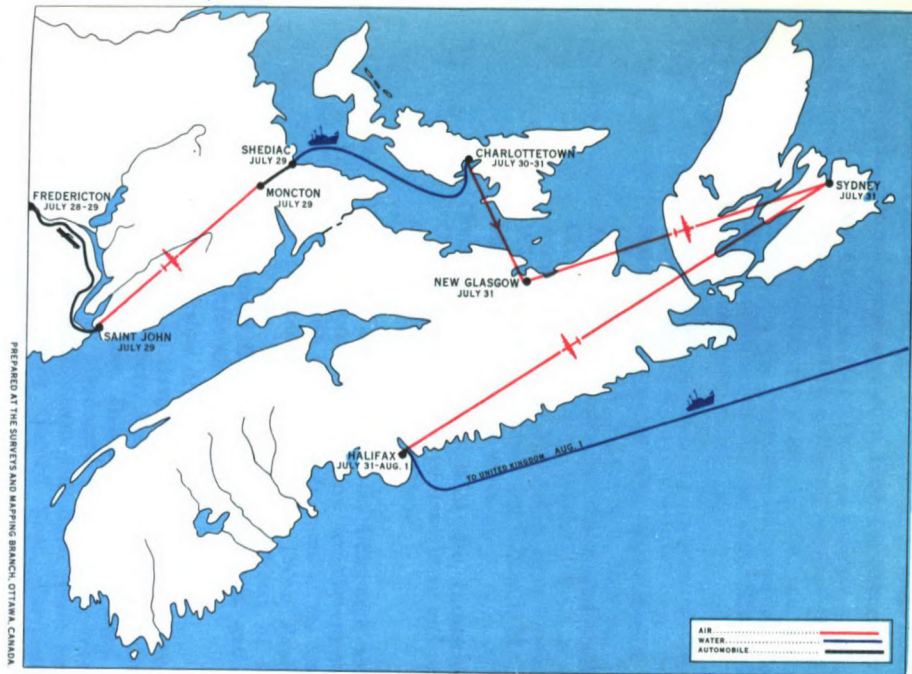 SHEDIAC
JULY 29
CHARLOTTETOWN
JULY 30-31
FREDERICTON
JULY 28-29
MONCTON
JULY 29
SYDNEY
JULY 31
NEW GLASGOW
JULY 31
SAINT JOHN
JULY 29
HALIFAX
JULY 31-AUG. 1
TO UNITED KINGDOM AUG. 1
AIR
WATER
AUTOMOBILE
PREPARED AT THE SURVEYS AND MAPPING BRANCH, OTTAWA, CANADA.